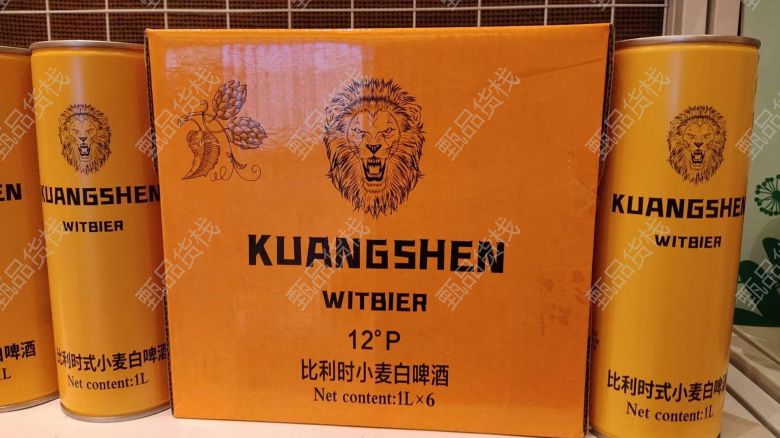 KUANGSHEN
WITBIER
比利时式小麦白啤酒
Net content:1L
KUANGSHEN
WITBIER
12°P
比利时小麦白啤酒
Net content:1L×6
KUANGSHEN
WITBIER
比利时式小麦白啤酒
Net content:1L
甄品货栈